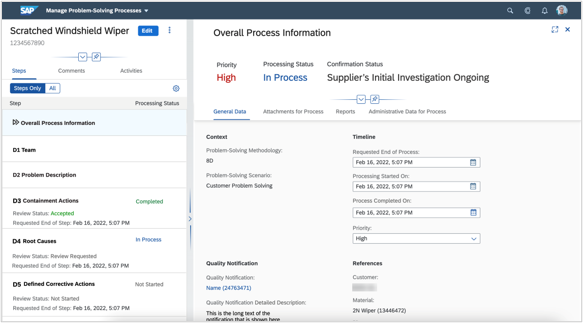 SAP Manage Problem-Solving Processes
Scratched Windshield Wiper
Edit
1234567890
Steps
Comments
Activities
Steps Only
All
Step
Processing Status
Overall Process Information
D1 Team
D2 Problem Description
D3 Containment Actions
Completed
Review Status: Accepted
Requested End of Step: Feb 16, 2022, 5:07 PM
D4 Root Causes
In Process
Review Status: Review Requested
Requested End of Step: Feb 16, 2022, 5:07 PM
D5 Defined Corrective Actions
Not Started
Review Status: Not Started
Requested End of Step: Feb 16, 2022, 5:07 PM
Overall Process Information
Priority
High
Processing Status
In Process
Confirmation Status
Supplier's Initial Investigation Ongoing
General Data
Attachments for Process
Reports
Administrative Data for Process
Context
Problem-Solving Methodology:
8D
Problem-Solving Scenario:
Customer Problem Solving
Timeline
Requested End of Process:
Feb 16, 2022, 5:07 PM
Processing Started On:
Feb 16, 2022, 5:07 PM
Process Completed On:
Feb 16, 2022, 5:07 PM
Priority:
High
Quality Notification
Quality Notification:
Name (24763471)
Quality Notification Detailed Description:
This is the long text of the
notification that is shown here
References
Customer:
Material:
2N Wiper (13446472)